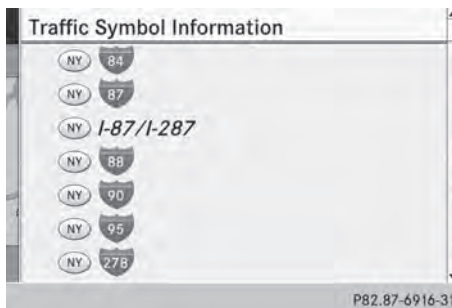 Traffic Symbol Information
NY 84
NY 87
NY I-87/I-287
NY 88
NY 90
NY 95
NY 278
P82.87-6916-31